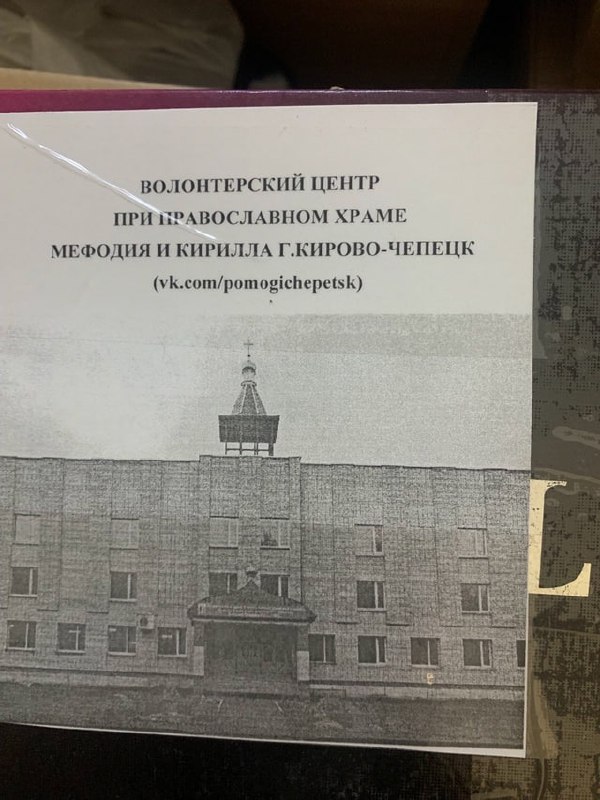 ВОЛОНТЕРСКИЙ ЦЕНТР
ПРИ ПРАВОСЛАВНОМ ХРАМЕ
МЕФОДИЯ И КИРИЛЛА Г.КИРОВО-ЧЕПЕЦК
(vk.com/pomogichepetsk)
L